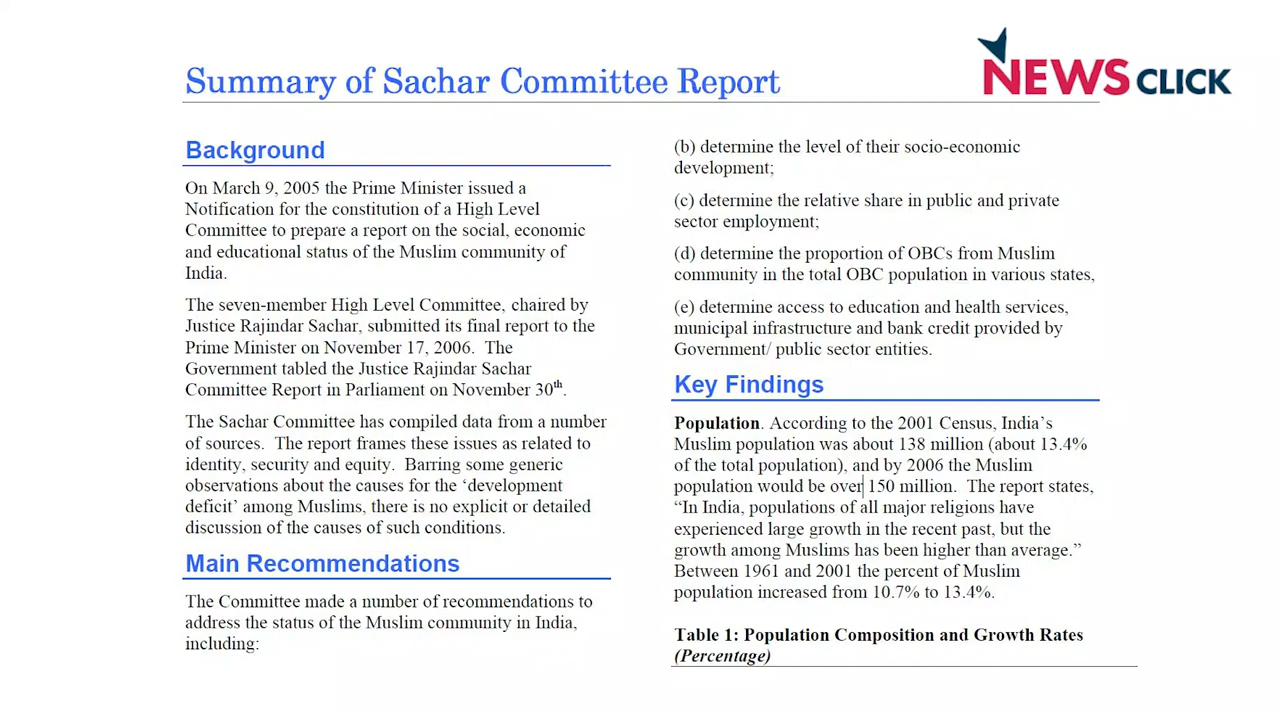 NEWSCLICK
Summary of Sachar Committee Report
Background
On March 9, 2005 the Prime Minister issued a
Notification for the constitution of a High Level
Committee to prepare a report on the social, economic
and educational status of the Muslim community of
India.
The seven-member High Level Committee, chaired by
Justice Rajindar Sachar, submitted its final report to the
Prime Minister on November 17, 2006.  The
Government tabled the Justice Rajindar Sachar
Committee Report in Parliament on November 30th.
The Sachar Committee has compiled data from a number
of sources.  The report frames these issues as related to
identity, security and equity.  Barring some generic
observations about the causes for the ‘development
deficit’ among Muslims, there is no explicit or detailed
discussion of the causes of such conditions.
Main Recommendations
The Committee made a number of recommendations to
address the status of the Muslim community in India,
including:
(b) determine the level of their socio-economic
development;
(c) determine the relative share in public and private
sector employment;
(d) determine the proportion of OBCs from Muslim
community in the total OBC population in various states,
(e) determine access to education and health services,
municipal infrastructure and bank credit provided by
Government/ public sector entities.
Key Findings
Population. According to the 2001 Census, India’s
Muslim population was about 138 million (about 13.4%
of the total population), and by 2006 the Muslim
population would be over 150 million.  The report states,
“In India, populations of all major religions have
experienced large growth in the recent past, but the
growth among Muslims has been higher than average.”
Between 1961 and 2001 the percent of Muslim
population increased from 10.7% to 13.4%.
Table 1: Population Composition and Growth Rates
(Percentage)